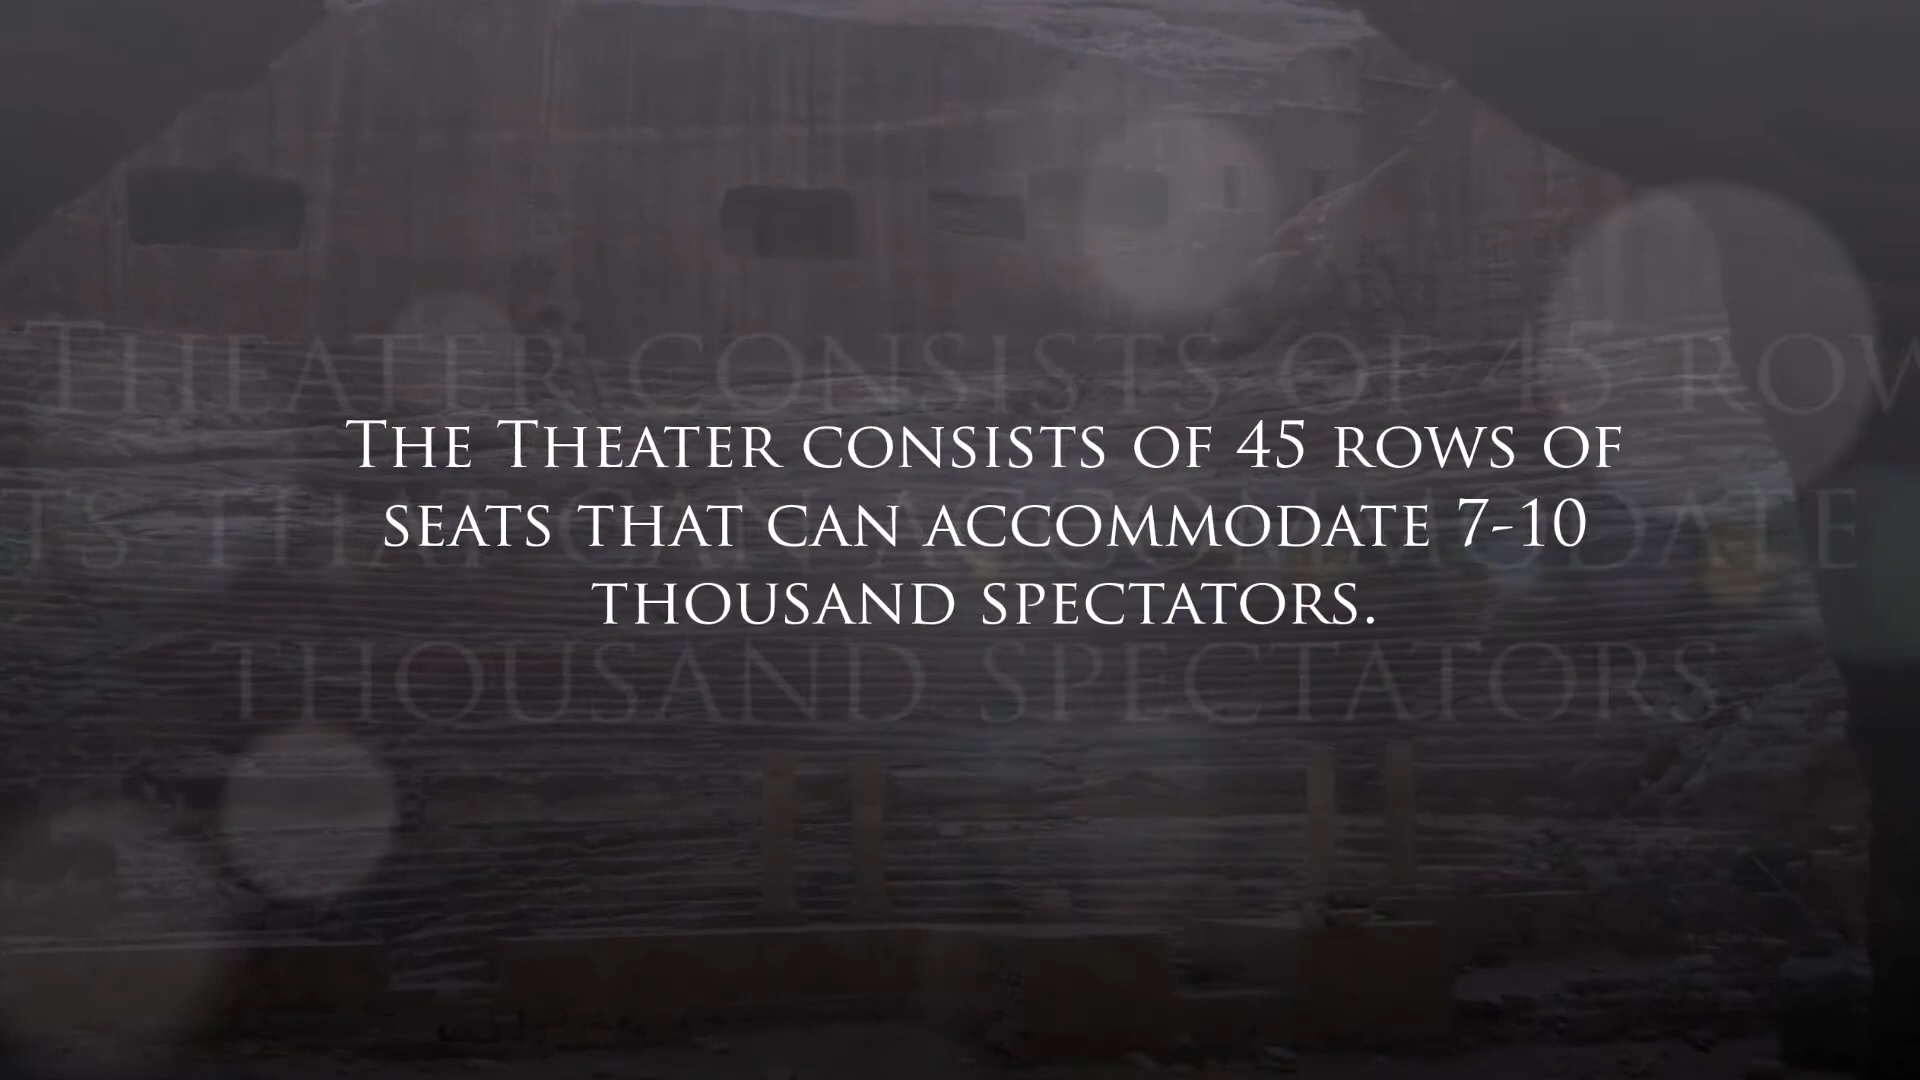 The Theater consists of 45 rows of
seats that can accommodate 7-10
thousand spectators.